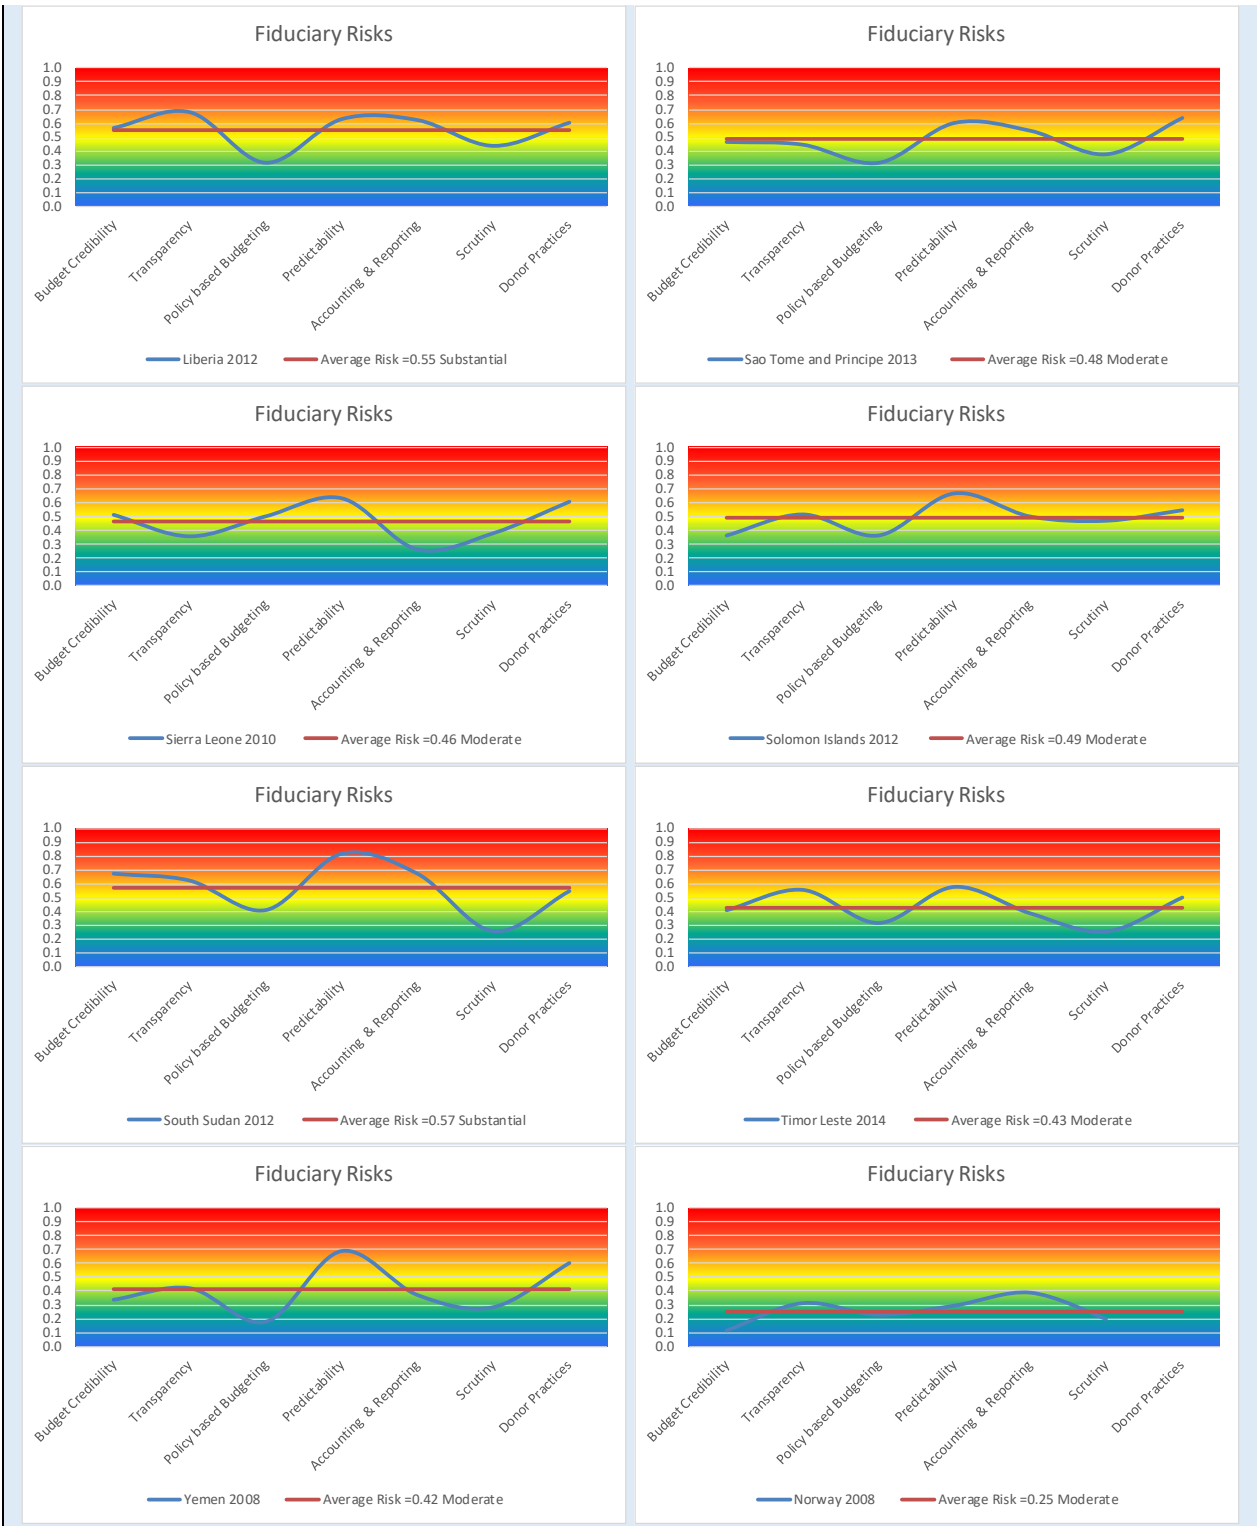 Fiduciary Risks
1.0
0.9
0.8
0.7
0.6
0.5
0.4
0.3
0.2
0.1
0.0
Budget Credibility
Transparency
Policy based Budgeting
Predictability
Accounting & Reporting
Scrutiny
Donor Practices
Liberia 2012 Average Risk =0.55 Substantial
Fiduciary Risks
1.0
0.9
0.8
0.7
0.6
0.5
0.4
0.3
0.2
0.1
0.0
Budget Credibility
Transparency
Policy based Budgeting
Predictability
Accounting & Reporting
Scrutiny
Donor Practices
Sao Tome and Principe 2013 Average Risk =0.48 Moderate
Fiduciary Risks
1.0
0.9
0.8
0.7
0.6
0.5
0.4
0.3
0.2
0.1
0.0
Budget Credibility
Transparency
Policy based Budgeting
Predictability
Accounting & Reporting
Scrutiny
Donor Practices
Sierra Leone 2010 Average Risk =0.46 Moderate
Fiduciary Risks
1.0
0.9
0.8
0.7
0.6
0.5
0.4
0.3
0.2
0.1
0.0
Budget Credibility
Transparency
Policy based Budgeting
Predictability
Accounting & Reporting
Scrutiny
Donor Practices
Solomon Islands 2012 Average Risk =0.49 Moderate
Fiduciary Risks
1.0
0.9
0.8
0.7
0.6
0.5
0.4
0.3
0.2
0.1
0.0
Budget Credibility
Transparency
Policy based Budgeting
Predictability
Accounting & Reporting
Scrutiny
Donor Practices
South Sudan 2012 Average Risk =0.57 Substantial
Fiduciary Risks
1.0
0.9
0.8
0.7
0.6
0.5
0.4
0.3
0.2
0.1
0.0
Budget Credibility
Transparency
Policy based Budgeting
Predictability
Accounting & Reporting
Scrutiny
Donor Practices
Timor Leste 2014 Average Risk =0.43 Moderate
Fiduciary Risks
1.0
0.9
0.8
0.7
0.6
0.5
0.4
0.3
0.2
0.1
0.0
Budget Credibility
Transparency
Policy based Budgeting
Predictability
Accounting & Reporting
Scrutiny
Donor Practices
Yemen 2008 Average Risk =0.42 Moderate
Fiduciary Risks
1.0
0.9
0.8
0.7
0.6
0.5
0.4
0.3
0.2
0.1
0.0
Budget Credibility
Transparency
Policy based Budgeting
Predictability
Accounting & Reporting
Scrutiny
Donor Practices
Norway 2008 Average Risk =0.25 Moderate